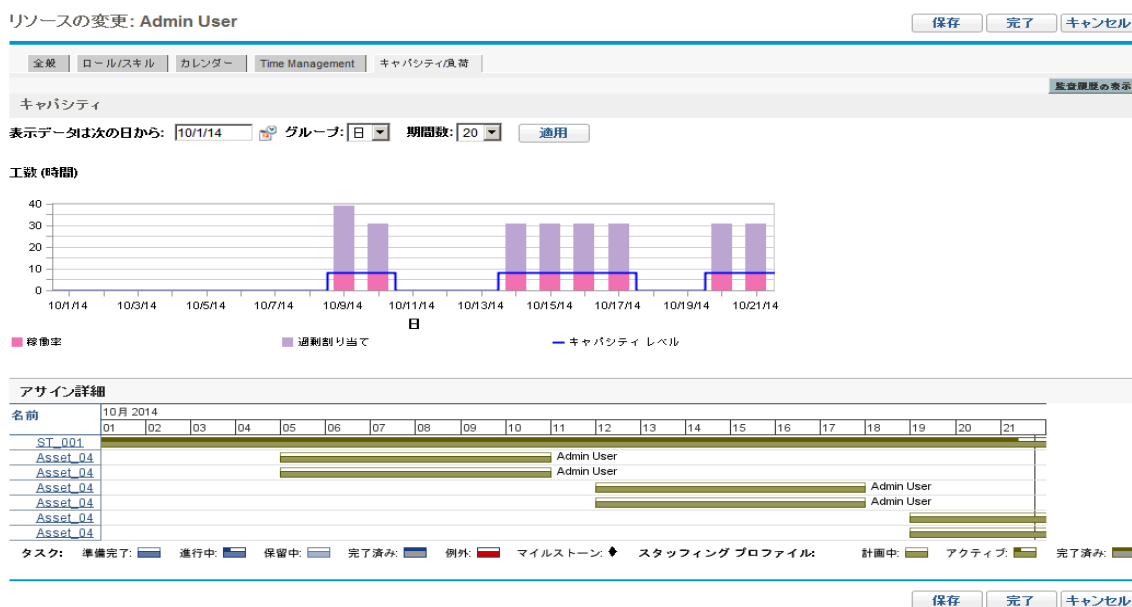 リソースの変更: Admin User
保存 完了 キャンセル
全般 ロール/スキル カレンダー Time Management キャパシティ/負荷
監査履歴の表示
キャパシティ
表示データは次の日から: 10/1/14 グループ: 日 期間数: 20 適用
工数 (時間)
40
30
20
10
0
10/1/14 10/3/14 10/5/14 10/7/14 10/9/14 10/11/14 10/13/14 10/15/14 10/17/14 10/19/14 10/21/14
日
稼働率 過剰割り当て キャパシティ レベル
アサイン詳細
名前 10月 2014
01 02 03 04 05 06 07 08 09 10 11 12 13 14 15 16 17 18 19 20 21
ST_001
Asset_04 Admin User
Asset_04 Admin User
Asset_04 Admin User
Asset_04 Admin User
Asset_04
Asset_04
タスク: 準備完了: 進行中: 保留中: 完了済み: 例外: マイルストーン: スタッフィング プロファイル: 計画中: アクティブ: 完了済み:
保存 完了 キャンセル